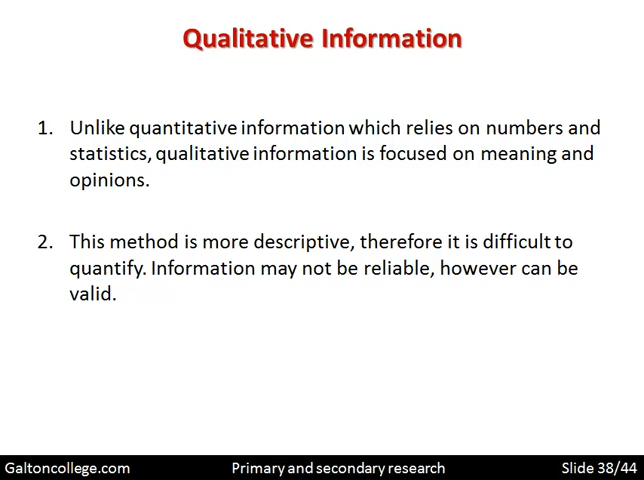 Qualitative Information
1. Unlike quantitative information which relies on numbers and
statistics, qualitative information is focused on meaning and
opinions.
2. This method is more descriptive, therefore it is difficult to
quantify. Information may not be reliable, however can be
valid.
Galtoncollege.com Primary and secondary research Slide 38/44